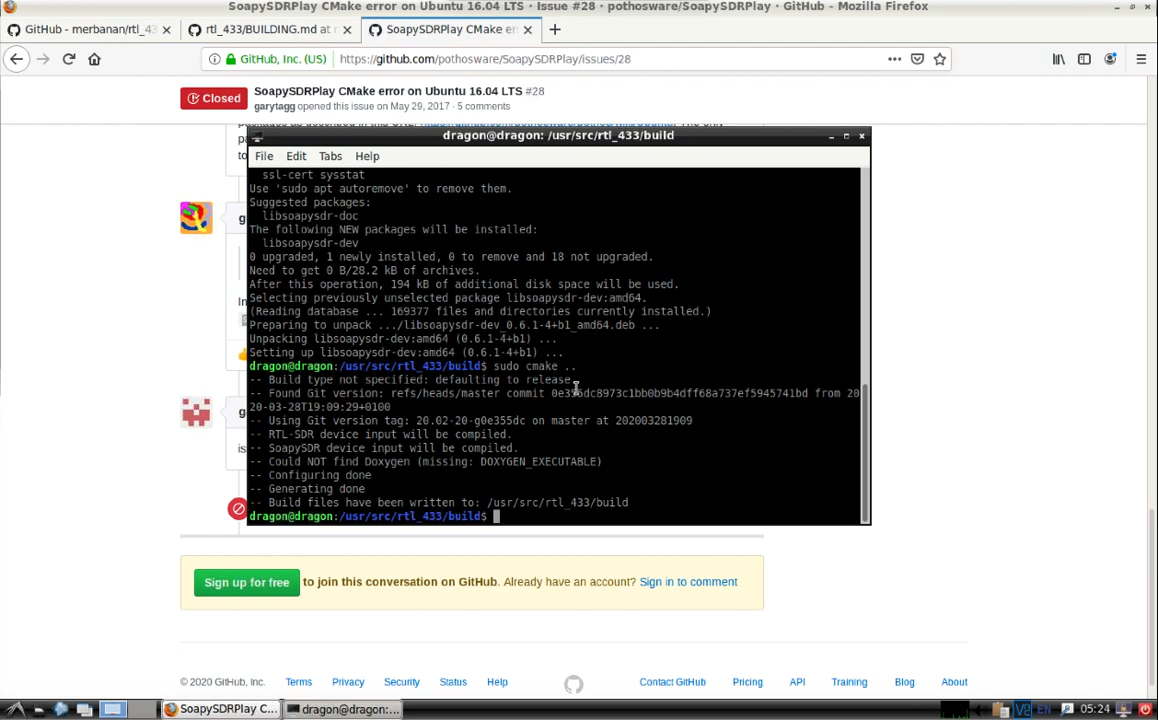 SoapySDRPlay CMake error on Ubuntu 16.04 LTS · Issue #28 · pothosware/SoapySDRPlay · GitHub - Mozilla Firefox
GitHub - merbanan/rtl_43
rtl_433/BUILDING.md at
SoapySDRPlay CMake error
GitHub, Inc. (US)
https://github.com/pothosware/SoapySDRPlay/issues/28
Closed
SoapySDRPlay CMake error on Ubuntu 16.04 LTS #28
garytagg opened this issue on May 29, 2017 · 5 comments
pa
to
g
In
g
is
dragon@dragon: /usr/src/rtl_433/build
File Edit Tabs Help
ssl-cert sysstat
Use 'sudo apt autoremove' to remove them.
Suggested packages:
libsoapysdr-doc
The following NEW packages will be installed:
libsoapysdr-dev
0 upgraded, 1 newly installed, 0 to remove and 18 not upgraded.
Need to get 0 B/28.2 kB of archives.
After this operation, 194 kB of additional disk space will be used.
Selecting previously unselected package libsoapysdr-dev:amd64.
(Reading database ... 169377 files and directories currently installed.)
Preparing to unpack .../libsoapysdr-dev_0.6.1-4+b1_amd64.deb ...
Unpacking libsoapysdr-dev:amd64 (0.6.1-4+b1) ...
Setting up libsoapysdr-dev:amd64 (0.6.1-4+b1) ...
dragon@dragon:/usr/src/rtl_433/build$ sudo cmake ..
-- Build type not specified: defaulting to release.
-- Found Git version: refs/heads/master commit 0e355dc8973c1bb0b9b4dff68a737ef5945741bd from 20
20-03-28T19:09:29+0100
-- Using Git version tag: 20.02-20-g0e355dc on master at 202003281909
-- RTL-SDR device input will be compiled.
-- SoapySDR device input will be compiled.
-- Could NOT find Doxygen (missing: DOXYGEN_EXECUTABLE)
-- Configuring done
-- Generating done
-- Build files have been written to: /usr/src/rtl_433/build
dragon@dragon:/usr/src/rtl_433/build$
Sign up for free to join this conversation on GitHub. Already have an account? Sign in to comment
© 2020 GitHub, Inc. Terms Privacy Security Status Help Contact GitHub Pricing API Training Blog About
SoapySDRPlay C...
dragon@dragon:...
EN
05:24